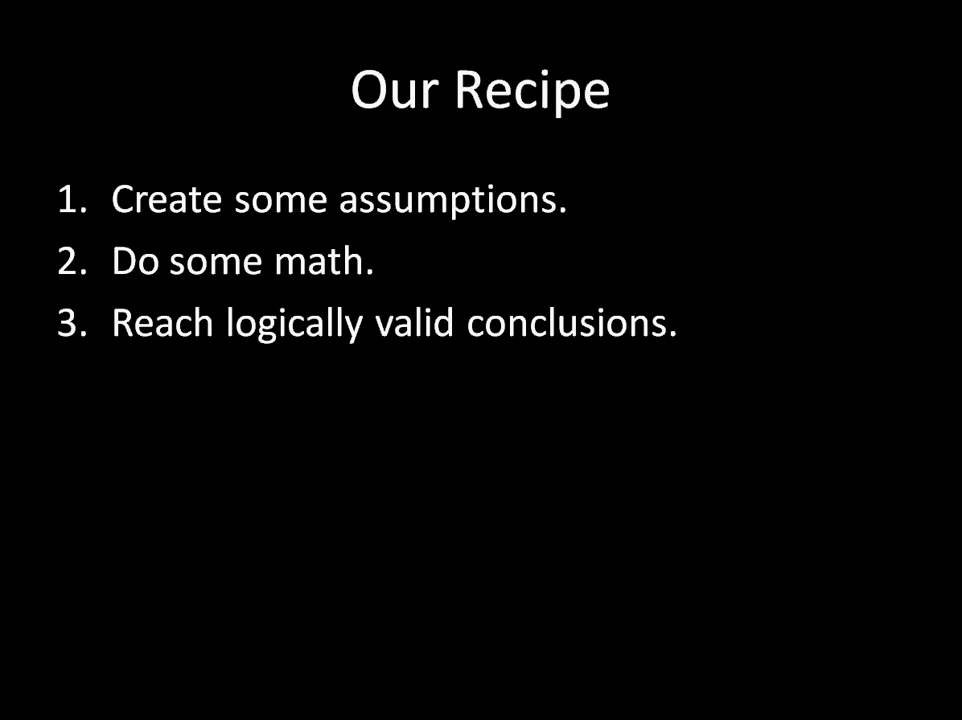 Our Recipe
1. Create some assumptions.
2. Do some math.
3. Reach logically valid conclusions.